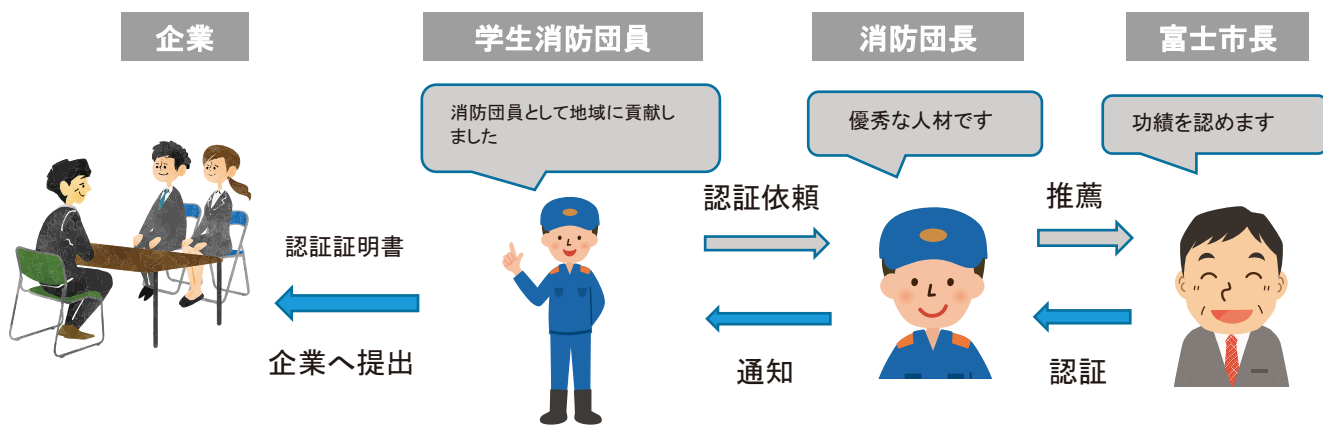 企業
学生消防団員
消防団長
富士市長
消防団員として地域に貢献し
ました
優秀な人材です
功績を認めます
認証依頼
推薦
認証証明書
企業へ提出
通知
認証